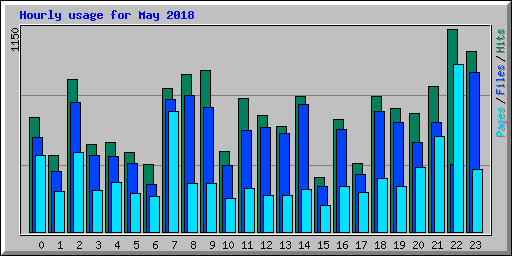 Hourly usage for May 2018
1150
Pages/Files/Hits
0 1 2 3 4 5 6 7 8 9 10 11 12 13 14 15 16 17 18 19 20 21 22 23